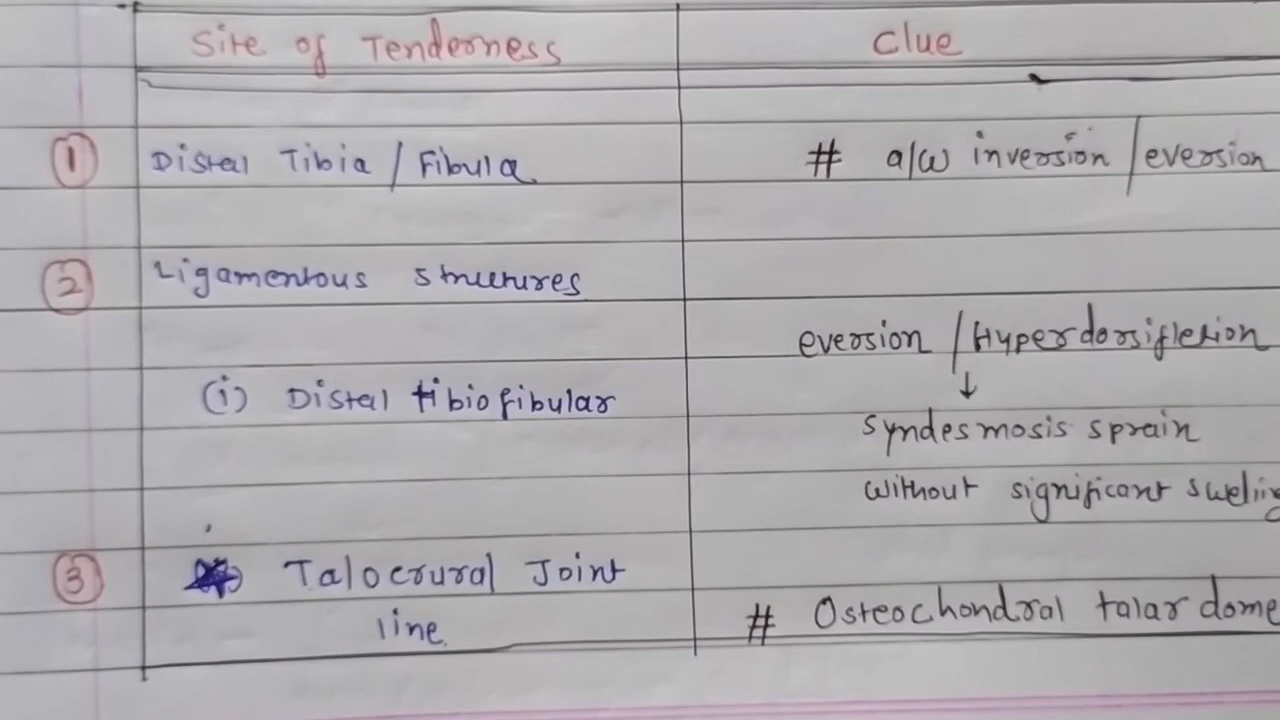 Site of Tenderness Clue
1 Distal Tibia / Fibula # a/w inversion / eversion
2 Ligamentous structures
eversion / Hyperdorsiflexion
(i) Distal tibiofibular ↓
syndesmosis sprain
without significant sweling
3 Talocrural Joint
line # Osteochondral talar dome